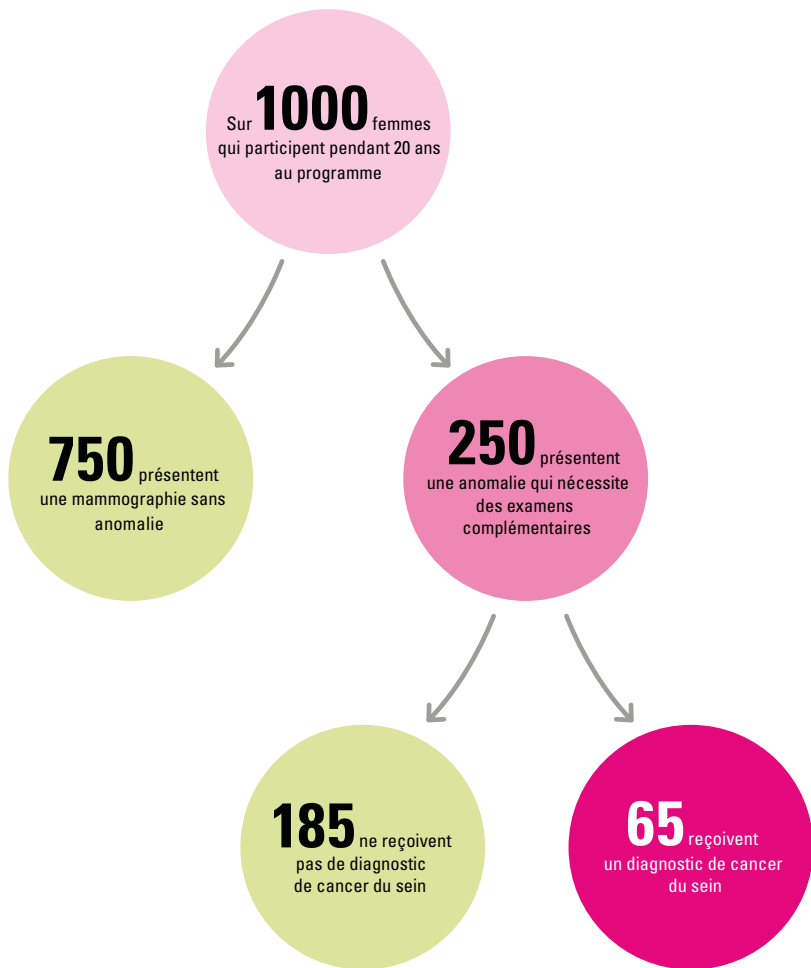 Sur 1000 femmes
qui participent pendant 20 ans
au programme
750 présentent
une mammographie sans
anomalie
250 présentent
une anomalie qui nécessite
des examens
complémentaires
185 ne reçoivent
pas de diagnostic
de cancer du sein
65 reçoivent
un diagnostic de cancer
du sein